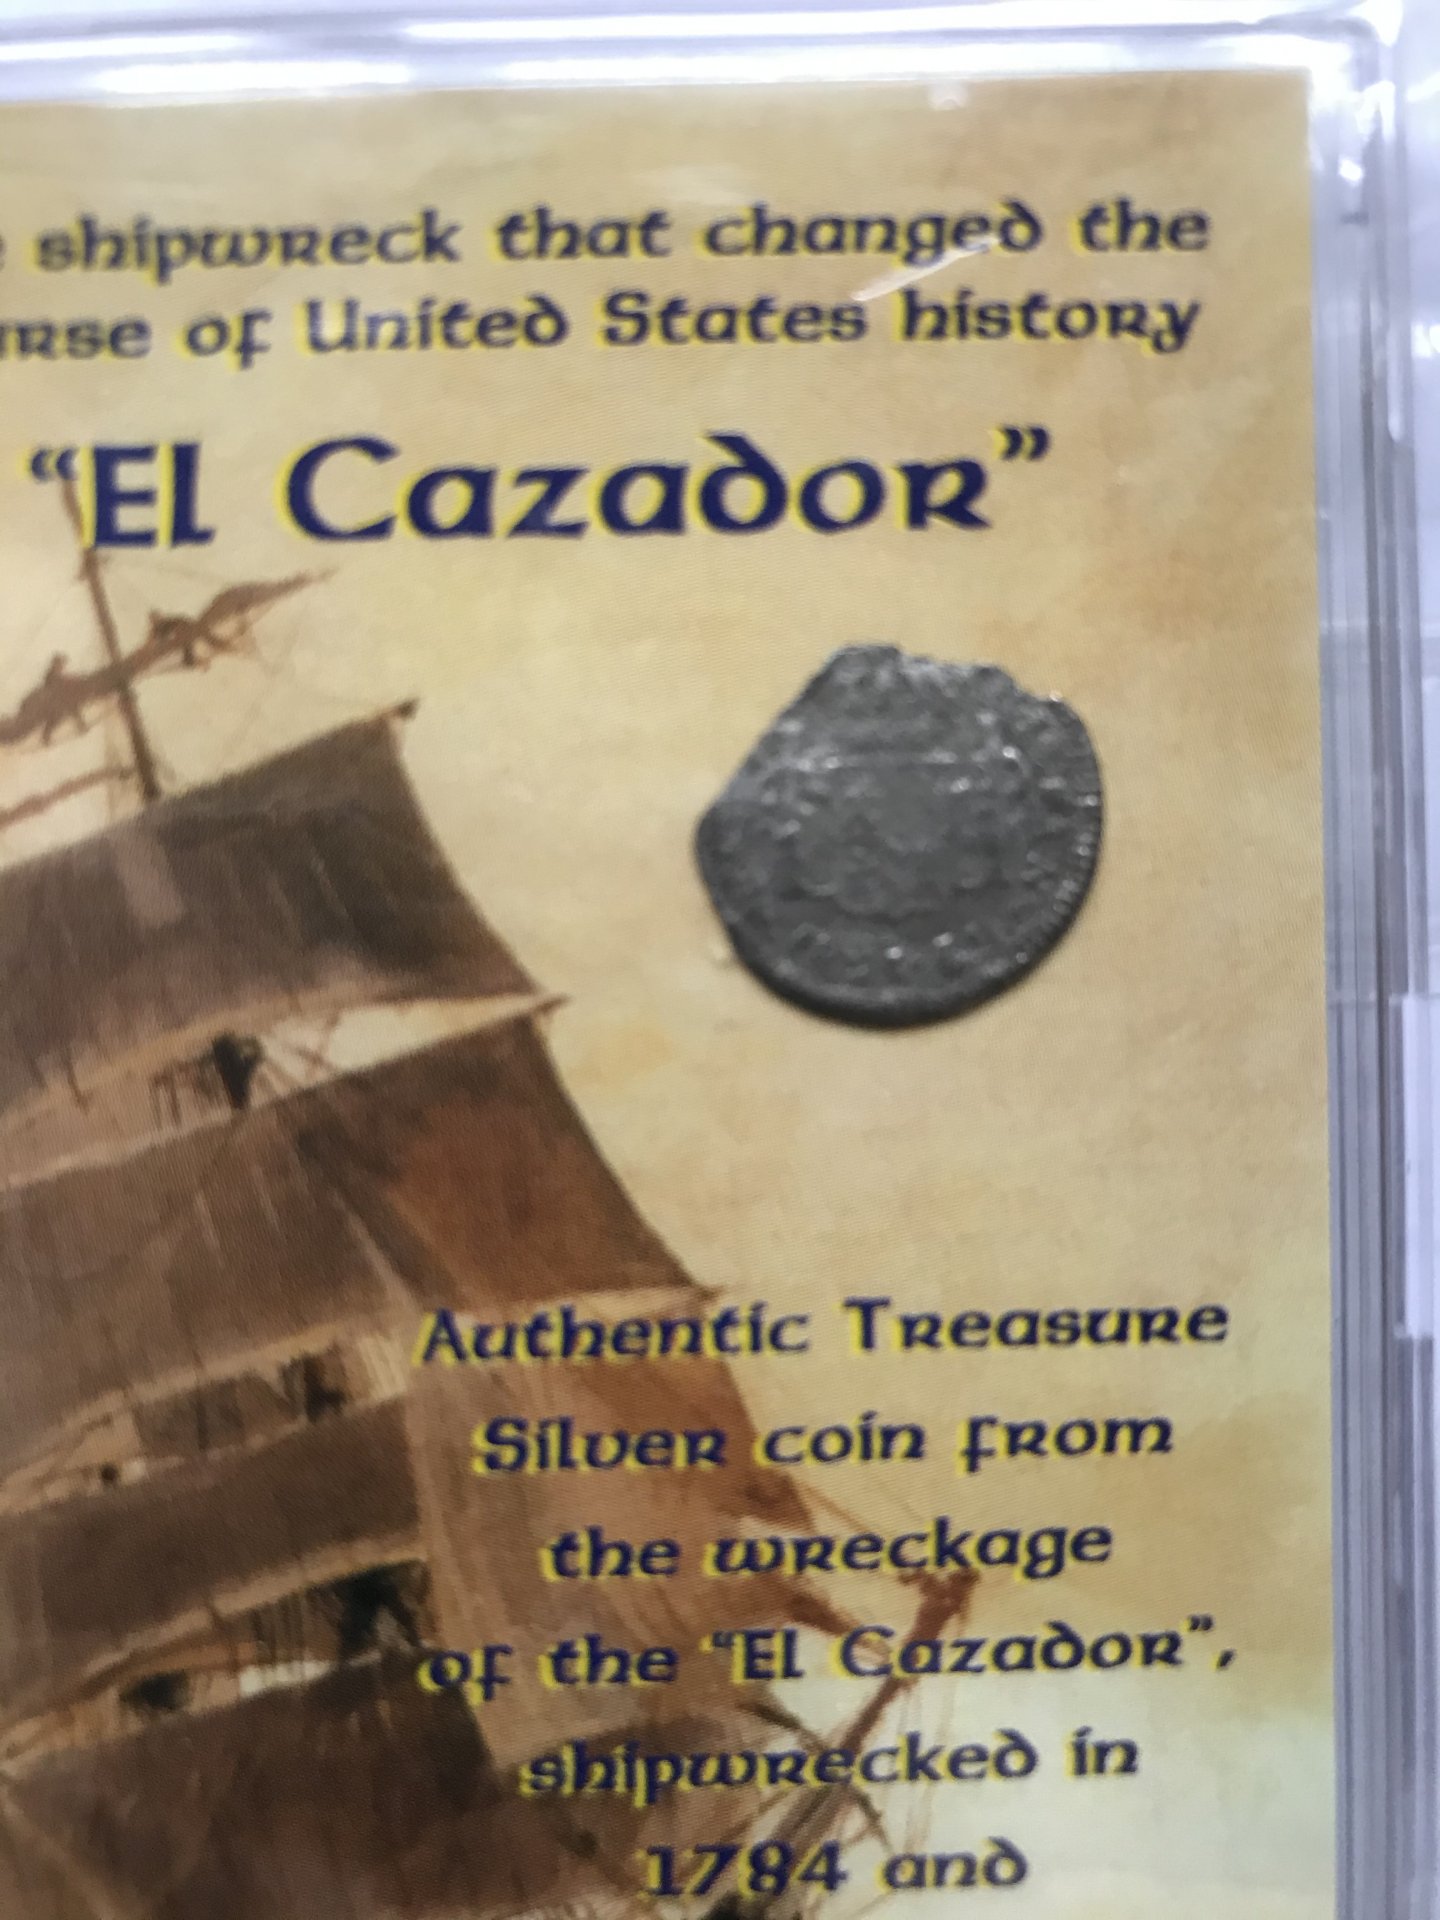 shipwreck that changed the
of United States history
"El Cazador"
Authentic Treasure
Silver coin from
the wreckage
of the "El Cazador",
shipwrecked in
1784 and